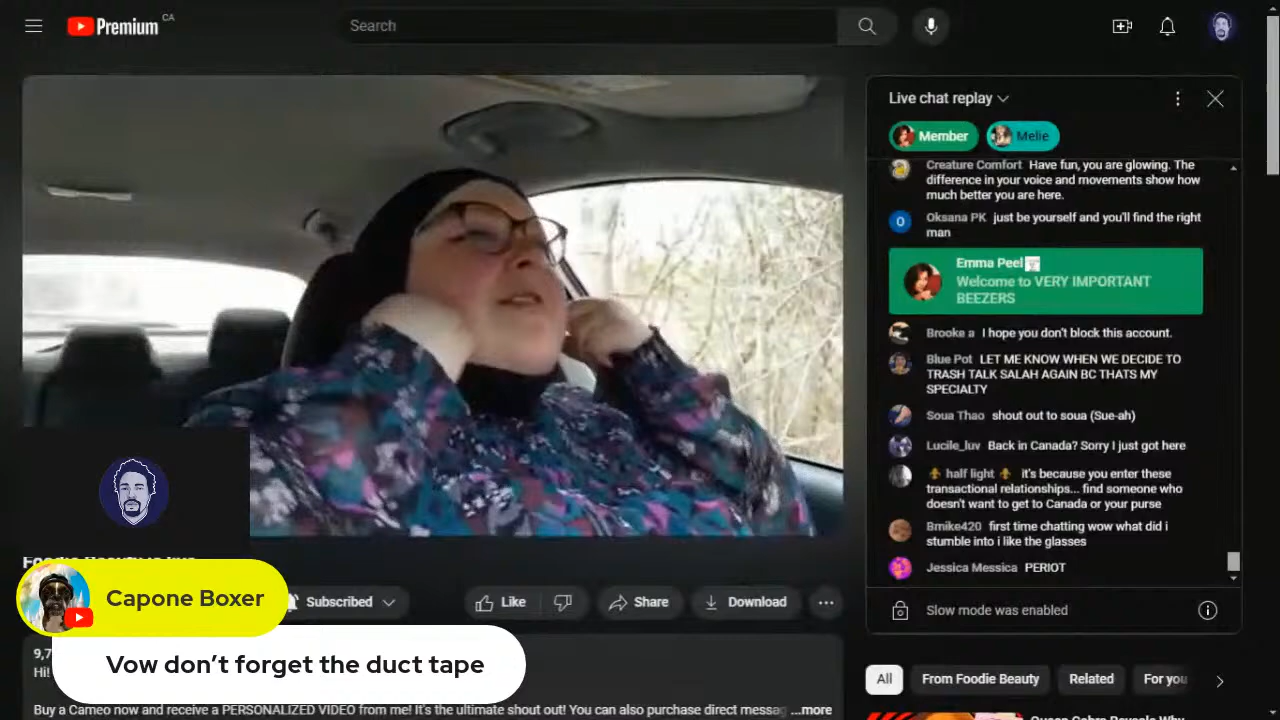 Premium CA
Search
Live chat replay
Member
Melie
Creature Comfort Have fun, you are glowing. The
difference in your voice and movements show how
much better you are here.
Oksana PK just be yourself and you'll find the right
man
Emma Peel
Welcome to VERY IMPORTANT
BEEZERS
Brooke a I hope you don't block this account.
Blue Pot LET ME KNOW WHEN WE DECIDE TO
TRASH TALK SALAH AGAIN BC THATS MY
SPECIALTY
Soua Thao shout out to soua (Sue-ah)
Lucile_luv Back in Canada? Sorry I just got here
half light it's because you enter these
transactional relationships... find someone who
doesn't want to get to Canada or your purse
Bmike420 first time chatting wow what did i
stumble into i like the glasses
Jessica Messica PERIOT
Slow mode was enabled
Foodie Beauty is live
Capone Boxer
Subscribed
Like
Share
Download
Vow don’t forget the duct tape
9,7
Hi!
Buy a Cameo now and receive a PERSONALIZED VIDEO from me! It's the ultimate shout out! You can also purchase direct messag ...more
All
From Foodie Beauty
Related
For you